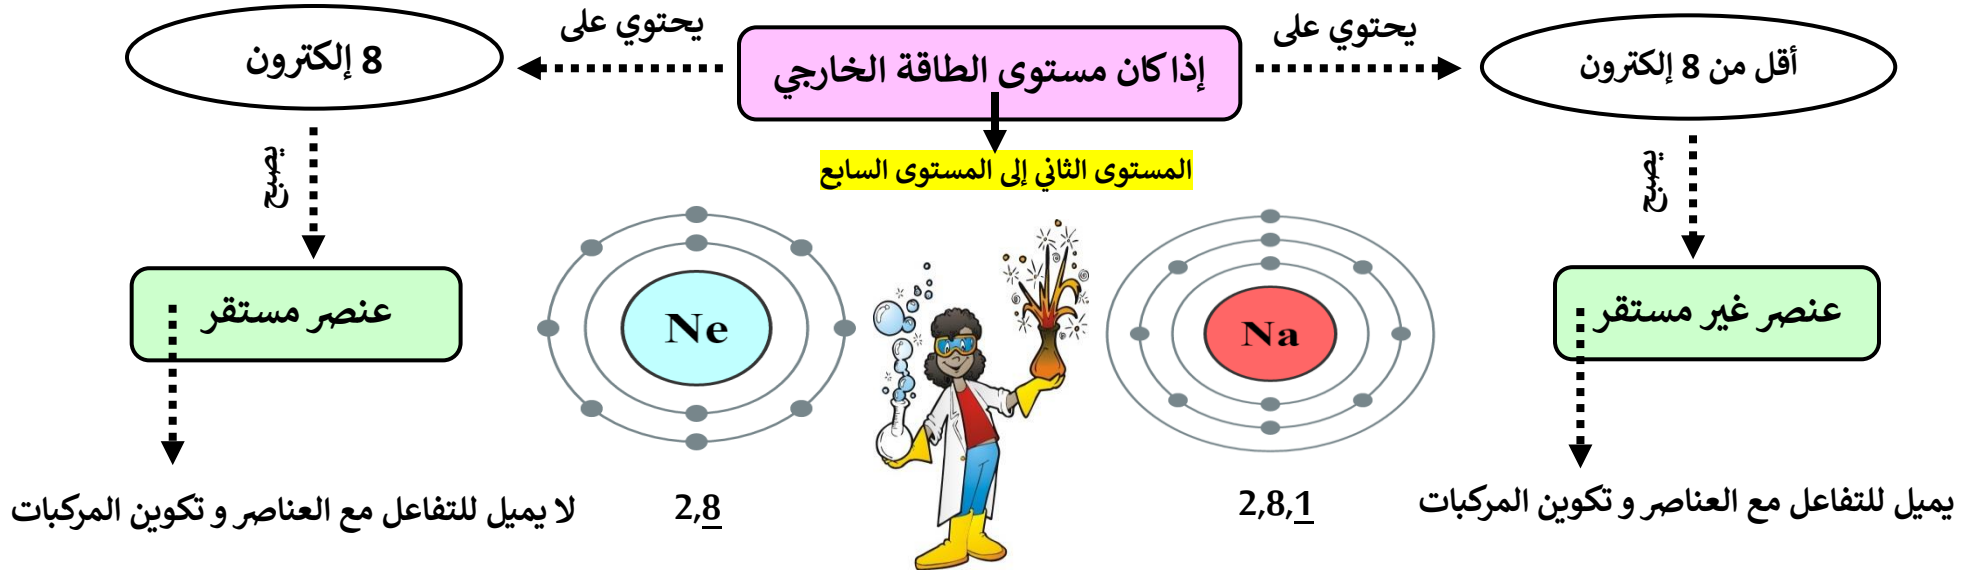 إذا كان مستوى الطاقة الخارجي
المستوى الثاني إلى المستوى السابع
يحتوي على
أقل من 8 إلكترون
يصبح
عنصر غير مستقر
يميل للتفاعل مع العناصر و تكوين المركبات
Na
2,8,1
يحتوي على
8 إلكترون
يصبح
عنصر مستقر
لا يميل للتفاعل مع العناصر و تكوين المركبات
Ne
2,8